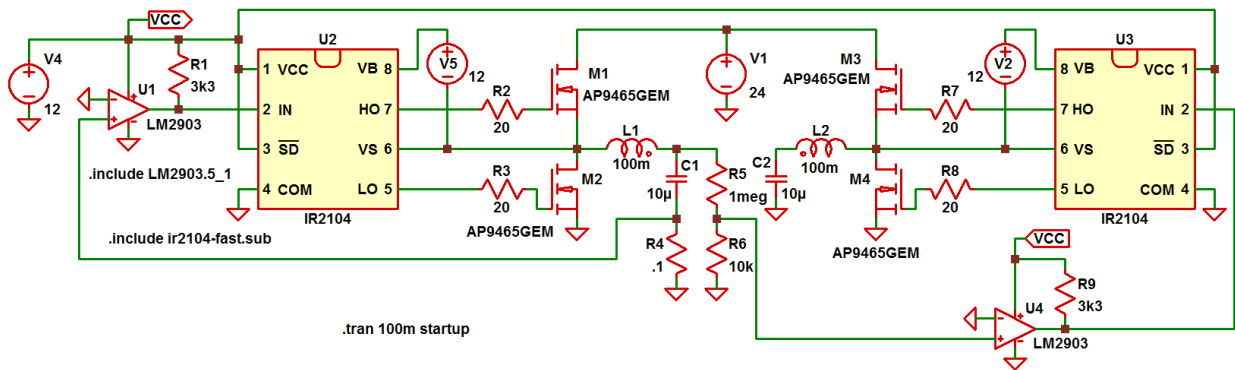 VCC
V4
12
R1
3k3
U1
LM2903
U2
1 VCC
VB 8
2 IN
HO 7
3 SD
VS 6
4 COM
LO 5
IR2104
V5
12
R2
20
R3
20
M1
AP9465GEM
M2
AP9465GEM
V1
24
L1
100m
C1
10µ
R4
.1
R5
1meg
R6
10k
L2
100m
C2
10µ
M3
AP9465GEM
M4
AP9465GEM
V2
12
R7
20
R8
20
U3
8 VB
VCC 1
7 HO
IN 2
6 VS
SD 3
5 LO
COM 4
IR2104
VCC
R9
3k3
U4
LM2903
.include LM2903.5_1
.include ir2104-fast.sub
.tran 100m startup